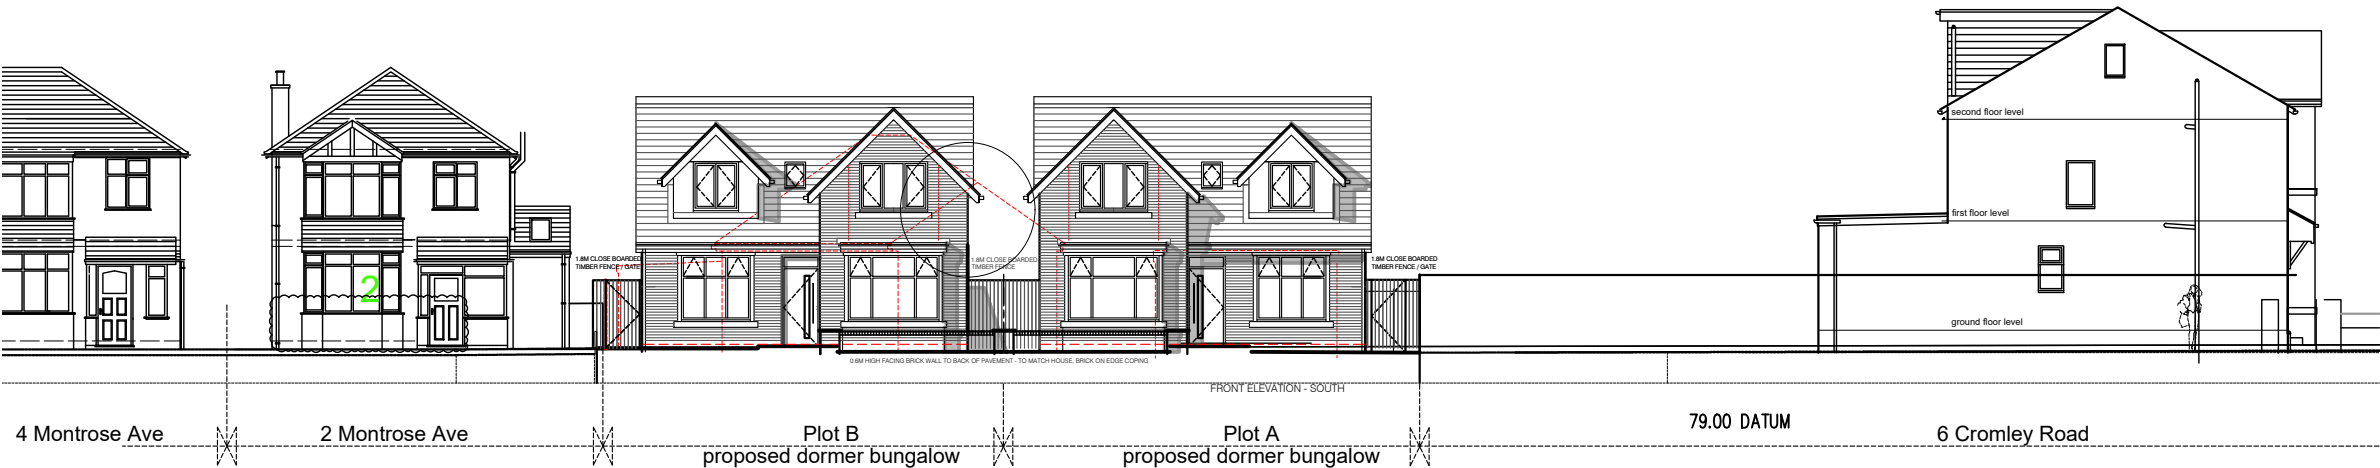 second floor level
first floor level
1.8M CLOSE BOARDED
TIMBER FENCE / GATE
1.8M CLOSE BOARDED
TIMBER FENCE
1.8M CLOSE BOARDED
TIMBER FENCE / GATE
2
ground floor level
0.6M HIGH FACING BRICK WALL TO BACK OF PAVEMENT - TO MATCH HOUSE, BRICK ON EDGE COPING
FRONT ELEVATION - SOUTH
79.00 DATUM
4 Montrose Ave
2 Montrose Ave
Plot B
proposed dormer bungalow
Plot A
proposed dormer bungalow
6 Cromley Road